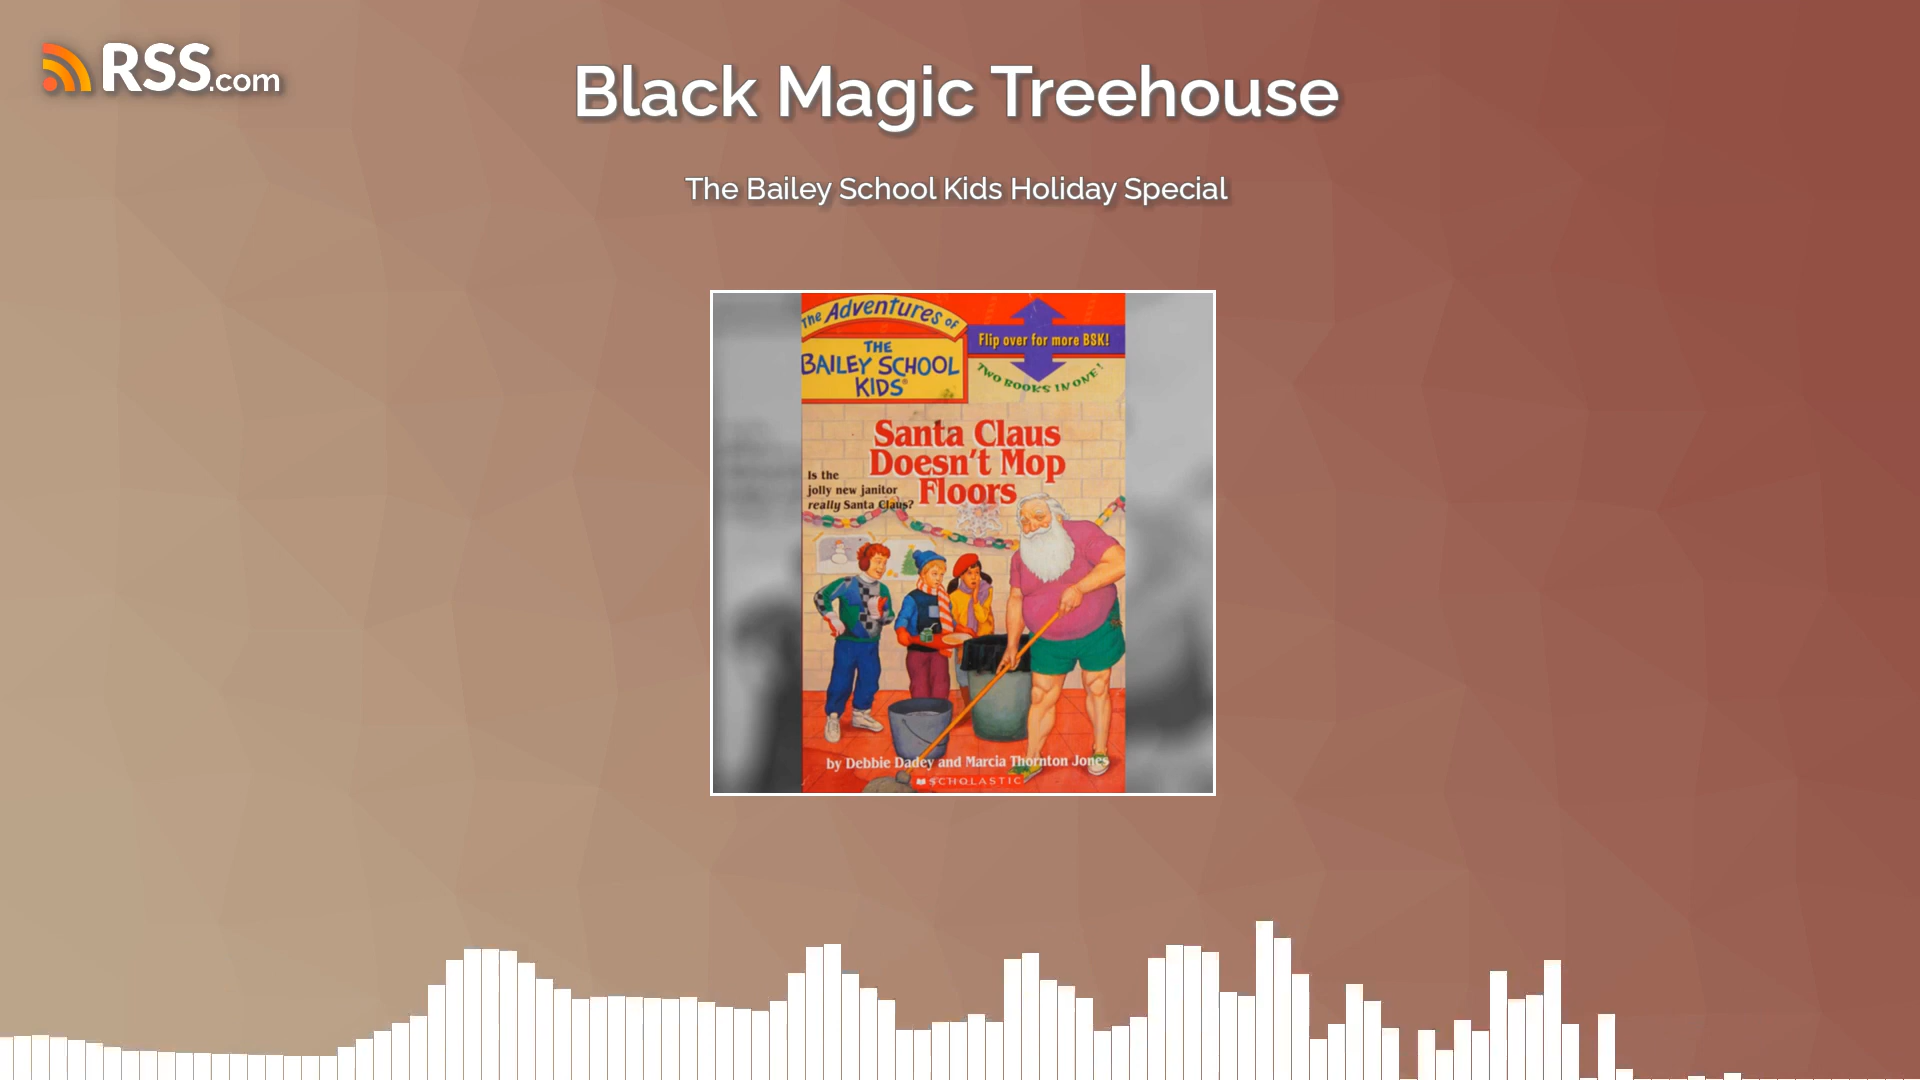 RSS.com
Black Magic Treehouse
The Bailey School Kids Holiday Special
The Adventures of
THE
BAILEY SCHOOL
KIDS®
Flip over for more BSK!
TWO BOOKS IN ONE!
Santa Claus
Doesn't Mop
Floors
Is the
jolly new janitor
really Santa Claus?
by Debbie Dadey and Marcia Thornton Jones
SCHOLASTIC